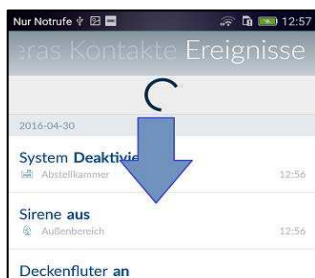 Nur Notrufe 12:57
eras Kontakte Ereignisse
2016-04-30
System Deaktivie
Abstellkammer 12:56
Sirene aus
Außenbereich 12:56
Deckenfluter an